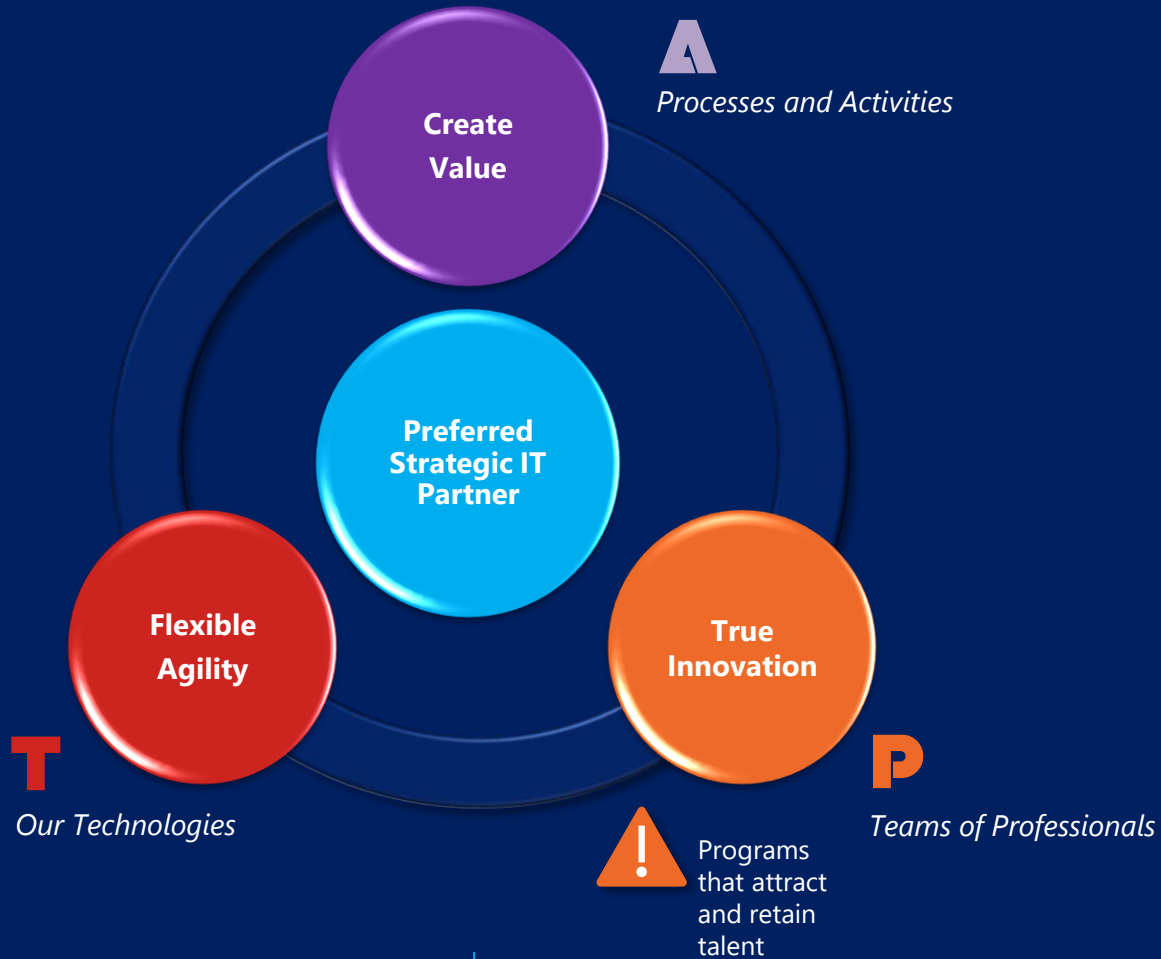 A
Processes and Activities
Create
Value
Preferred
Strategic IT
Partner
Flexible
Agility
True
Innovation
T
Our Technologies
P
Teams of Professionals
!
Programs
that attract
and retain
talent